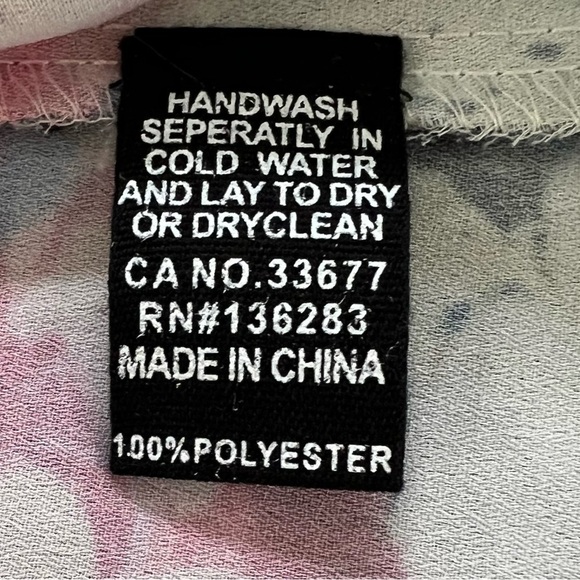 HANDWASH
SEPERATLY IN
COLD WATER
AND LAY TO DRY
OR DRYCLEAN
CA NO.33677
RN#136283
MADE IN CHINA
100%POLYESTER